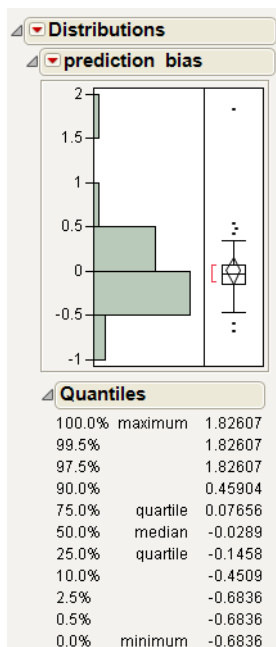 Distributions
prediction bias
2
1.5
1
0.5
0
-0.5
-1
Quantiles
100.0% maximum 1.82607
99.5% 1.82607
97.5% 1.82607
90.0% 0.45904
75.0% quartile 0.07656
50.0% median -0.0289
25.0% quartile -0.1458
10.0% -0.4509
2.5% -0.6836
0.5% -0.6836
0.0% minimum -0.6836